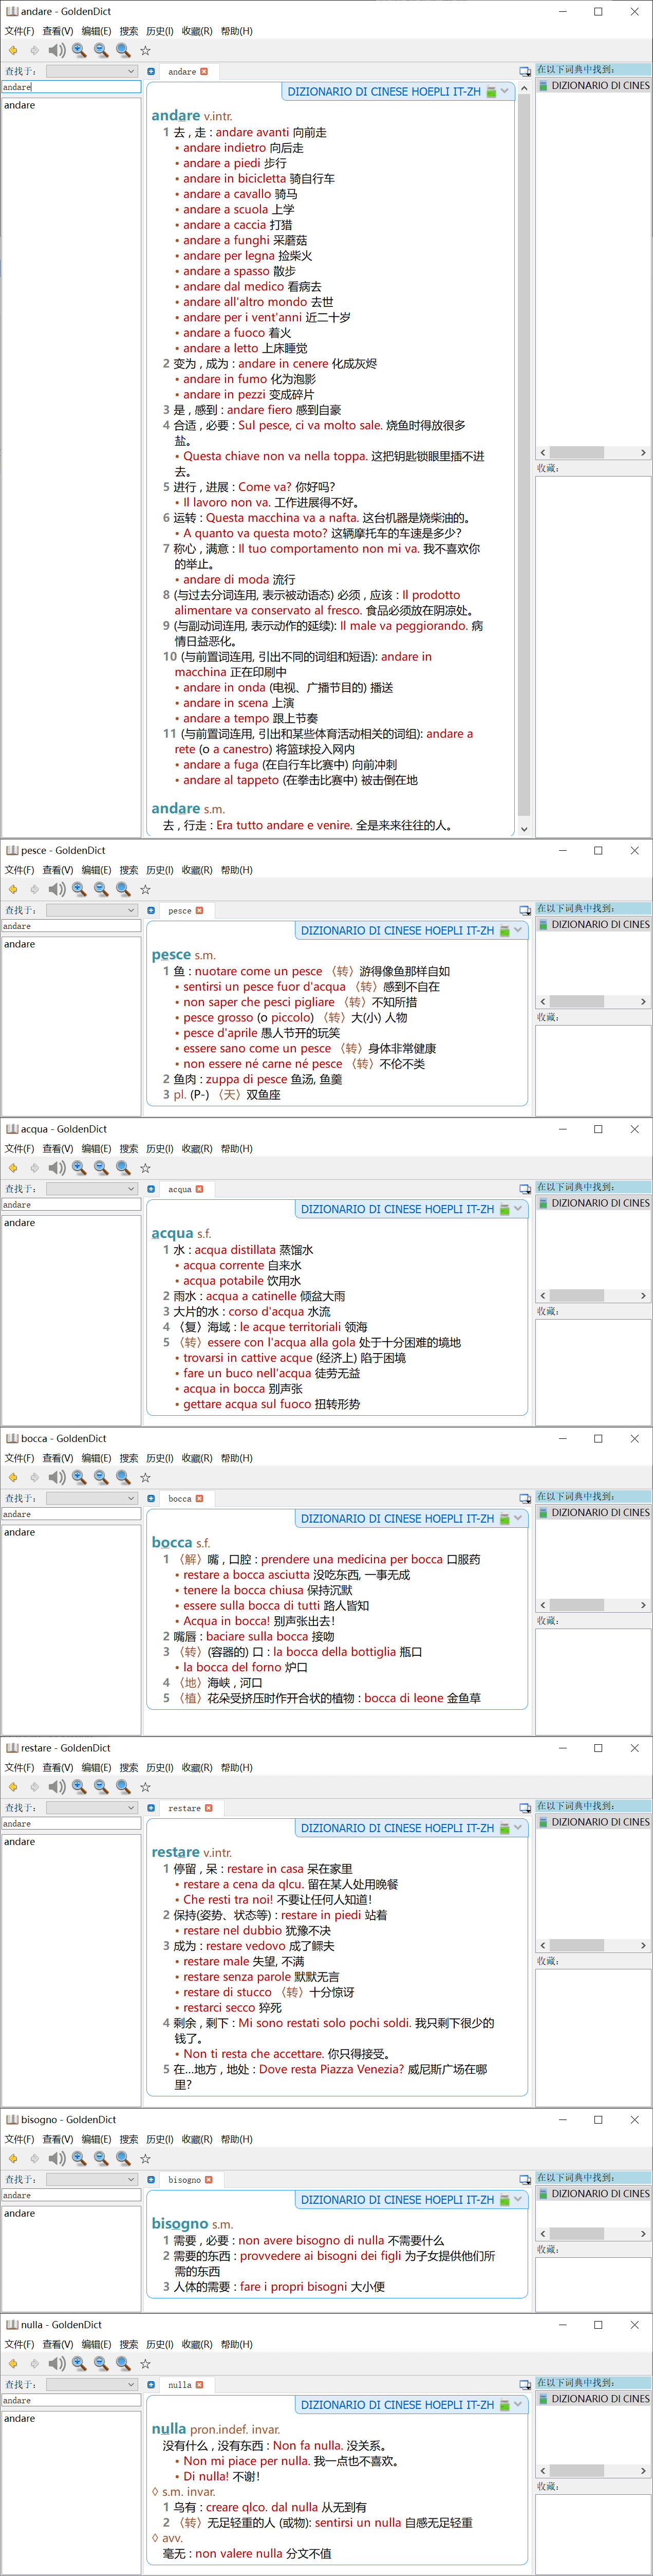 andare - GoldenDict
文件(F) 查看(V) 编辑(E) 搜索 历史(I) 收藏(R) 帮助(H)
查找于:
andare
andare
andare
DIZIONARIO DI CINESE HOEPLI IT-ZH
andare v.intr.
1 去 , 走 : andare avanti 向前走
• andare indietro 向后走
• andare a piedi 步行
• andare in bicicletta 骑自行车
• andare a cavallo 骑马
• andare a scuola 上学
• andare a caccia 打猎
• andare a funghi 采蘑菇
• andare per legna 捡柴火
• andare a spasso 散步
• andare dal medico 看病去
• andare all'altro mondo 去世
• andare per i vent'anni 近二十岁
• andare a fuoco 着火
• andare a letto 上床睡觉
2 变为 , 成为 : andare in cenere 化成灰烬
• andare in fumo 化为泡影
• andare in pezzi 变成碎片
3 是 , 感到 : andare fiero 感到自豪
4 合适 , 必要 : Sul pesce, ci va molto sale. 烧鱼时得放很多
盐。
• Questa chiave non va nella toppa. 这把钥匙锁眼里插不进
去。
5 进行 , 进展 : Come va? 你好吗?
• Il lavoro non va. 工作进展得不好。
6 运转 : Questa macchina va a nafta. 这台机器是烧柴油的。
• A quanto va questa moto? 这辆摩托车的车速是多少?
7 称心 , 满意 : Il tuo comportamento non mi va. 我不喜欢你
的举止。
• andare di moda 流行
8 (与过去分词连用, 表示被动语态) 必须 , 应该 : Il prodotto
alimentare va conservato al fresco. 食品必须放在阴凉处。
9 (与副动词连用, 表示动作的延续): Il male va peggiorando. 病
情日益恶化。
10 (与前置词连用, 引出不同的词组和短语): andare in
macchina 正在印刷中
• andare in onda (电视、广播节目的) 播送
• andare in scena 上演
• andare a tempo 跟上节奏
11 (与前置词连用, 引出和某些体育活动相关的词组): andare a
rete (o a canestro) 将篮球投入网内
• andare a fuga (在自行车比赛中) 向前冲刺
• andare al tappeto (在拳击比赛中) 被击倒在地
andare s.m.
去 , 行走 : Era tutto andare e venire. 全是来来往往的人。
在以下词典中找到:
DIZIONARIO DI CINES
收藏:
pesce - GoldenDict
文件(F) 查看(V) 编辑(E) 搜索 历史(I) 收藏(R) 帮助(H)
查找于:
andare
andare
pesce
DIZIONARIO DI CINESE HOEPLI IT-ZH
pesce s.m.
1 鱼 : nuotare come un pesce 〈转〉游得像鱼那样自如
• sentirsi un pesce fuor d'acqua 〈转〉感到不自在
• non saper che pesci pigliare 〈转〉不知所措
• pesce grosso (o piccolo) 〈转〉大(小) 人物
• pesce d'aprile 愚人节开的玩笑
• essere sano come un pesce 〈转〉身体非常健康
• non essere né carne né pesce 〈转〉不伦不类
2 鱼肉 : zuppa di pesce 鱼汤, 鱼羹
3 pl. (P-) 〈天〉双鱼座
在以下词典中找到:
DIZIONARIO DI CINES
收藏:
acqua - GoldenDict
文件(F) 查看(V) 编辑(E) 搜索 历史(I) 收藏(R) 帮助(H)
查找于:
andare
andare
acqua
DIZIONARIO DI CINESE HOEPLI IT-ZH
acqua s.f.
1 水 : acqua distillata 蒸馏水
• acqua corrente 自来水
• acqua potabile 饮用水
2 雨水 : acqua a catinelle 倾盆大雨
3 大片的水 : corso d'acqua 水流
4 （复）海域 : le acque territoriali 领海
5 〈转〉essere con l'acqua alla gola 处于十分困难的境地
• trovarsi in cattive acque (经济上) 陷于困境
• fare un buco nell'acqua 徒劳无益
• acqua in bocca 别声张
• gettare acqua sul fuoco 扭转形势
在以下词典中找到:
DIZIONARIO DI CINES
收藏:
bocca - GoldenDict
文件(F) 查看(V) 编辑(E) 搜索 历史(I) 收藏(R) 帮助(H)
查找于:
andare
andare
bocca
DIZIONARIO DI CINESE HOEPLI IT-ZH
bocca s.f.
1 〈解〉嘴 , 口腔 : prendere una medicina per bocca 口服药
• restare a bocca asciutta 没吃东西, 一事无成
• tenere la bocca chiusa 保持沉默
• essere sulla bocca di tutti 路人皆知
• Acqua in bocca! 别声张出去!
2 嘴唇 : baciare sulla bocca 接吻
3 〈转〉(容器的) 口 : la bocca della bottiglia 瓶口
• la bocca del forno 炉口
4 〈地〉海峡 , 河口
5 〈植〉花朵受挤压时作开合状的植物 : bocca di leone 金鱼草
在以下词典中找到:
DIZIONARIO DI CINES
收藏:
restare - GoldenDict
文件(F) 查看(V) 编辑(E) 搜索 历史(I) 收藏(R) 帮助(H)
查找于:
andare
andare
restare
DIZIONARIO DI CINESE HOEPLI IT-ZH
restare v.intr.
1 停留 , 呆 : restare in casa 呆在家里
• restare a cena da qlcu. 留在某人处用晚餐
• Che resti tra noi! 不要让任何人知道!
2 保持(姿势、状态等) : restare in piedi 站着
• restare nel dubbio 犹豫不决
3 成为 : restare vedovo 成了鳏夫
• restare male 失望, 不满
• restare senza parole 默默无言
• restare di stucco 〈转〉十分惊讶
• restarci secco 猝死
4 剩余 , 剩下 : Mi sono restati solo pochi soldi. 我只剩下很少的
钱了。
• Non ti resta che accettare. 你只得接受。
5 在…地方 , 地处 : Dove resta Piazza Venezia? 威尼斯广场在哪
里?
在以下词典中找到:
DIZIONARIO DI CINES
收藏:
bisogno - GoldenDict
文件(F) 查看(V) 编辑(E) 搜索 历史(I) 收藏(R) 帮助(H)
查找于:
andare
andare
bisogno
DIZIONARIO DI CINESE HOEPLI IT-ZH
bisogno s.m.
1 需要 , 必要 : non avere bisogno di nulla 不需要什么
2 需要的东西 : provvedere ai bisogni dei figli 为子女提供他们所
需的东西
3 人体的需要 : fare i propri bisogni 大小便
在以下词典中找到:
DIZIONARIO DI CINES
收藏:
nulla - GoldenDict
文件(F) 查看(V) 编辑(E) 搜索 历史(I) 收藏(R) 帮助(H)
查找于:
andare
andare
nulla
DIZIONARIO DI CINESE HOEPLI IT-ZH
nulla pron.indef. invar.
没有什么 , 没有东西 : Non fa nulla. 没关系。
• Non mi piace per nulla. 我一点也不喜欢。
• Di nulla! 不谢!
◊ s.m. invar.
1 乌有 : creare qlco. dal nulla 从无到有
2 〈转〉无足轻重的人 (或物): sentirsi un nulla 自感无足轻重
◊ avv.
毫无 : non valere nulla 分文不值
在以下词典中找到:
DIZIONARIO DI CINES
收藏: